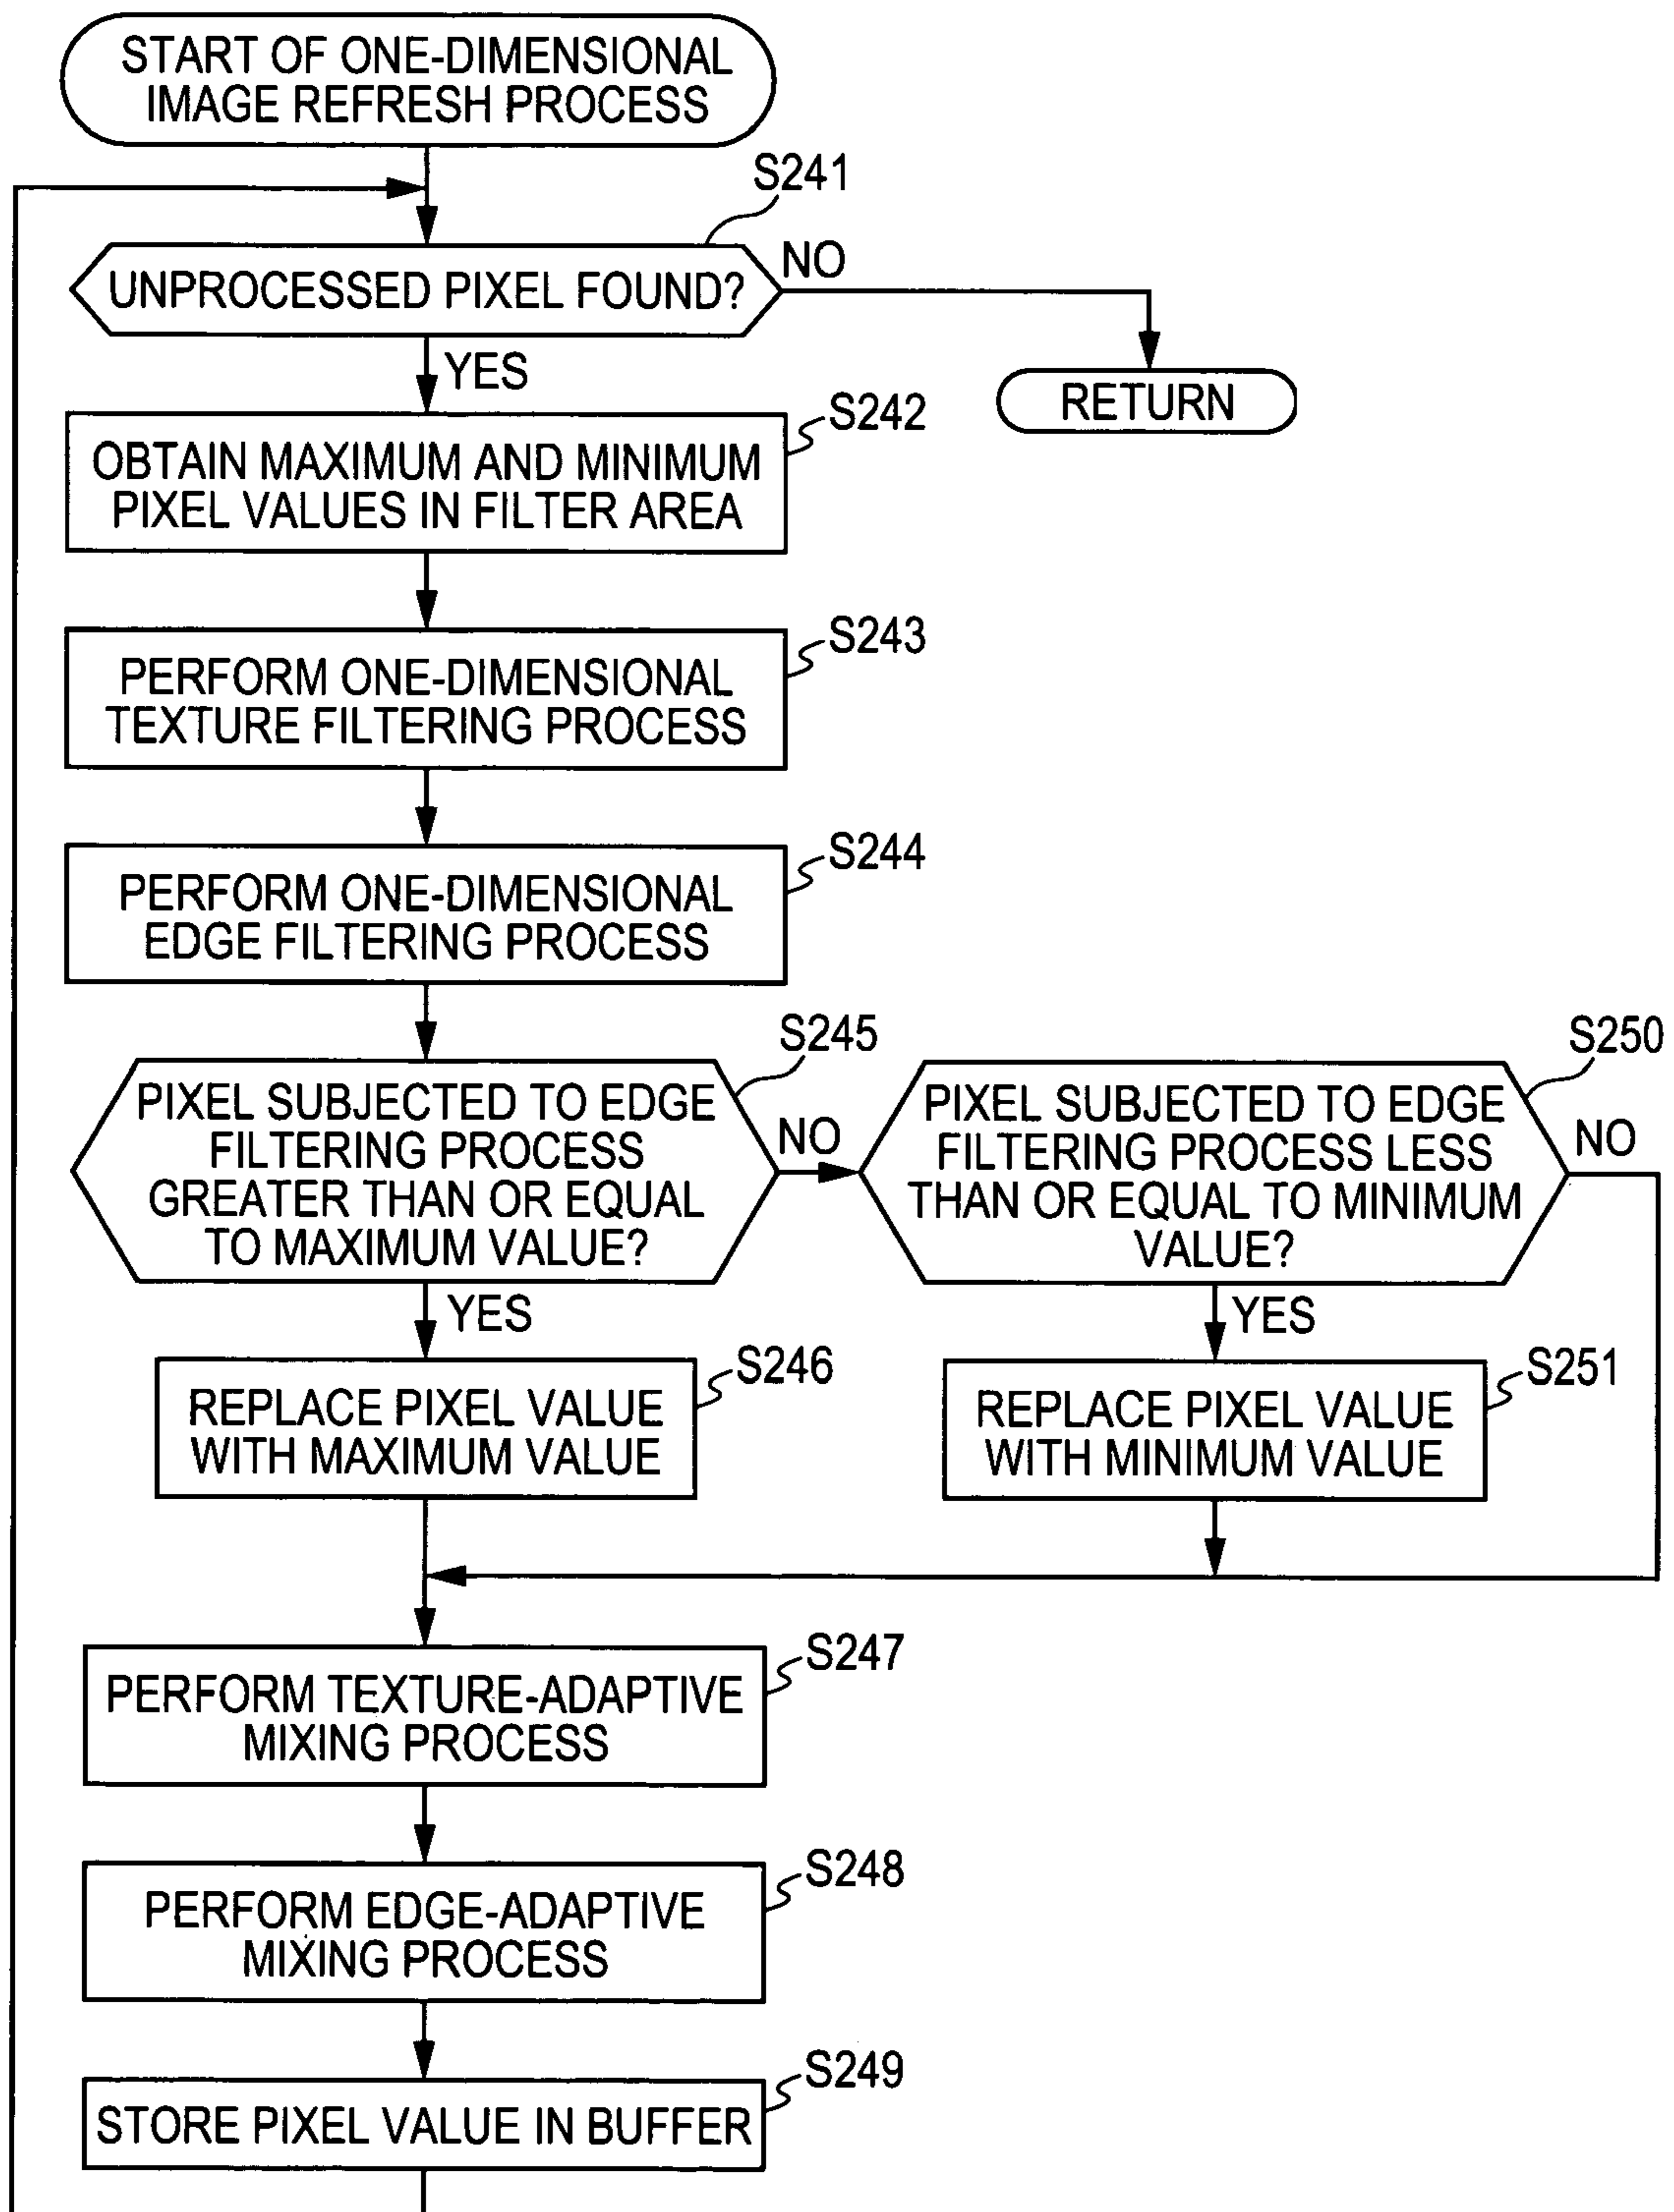 START OF ONE-DIMENSIONAL
IMAGE REFRESH PROCESS
S241
UNPROCESSED PIXEL FOUND?
NO
YES
RETURN
S242
OBTAIN MAXIMUM AND MINIMUM
PIXEL VALUES IN FILTER AREA
S243
PERFORM ONE-DIMENSIONAL
TEXTURE FILTERING PROCESS
S244
PERFORM ONE-DIMENSIONAL
EDGE FILTERING PROCESS
S245
PIXEL SUBJECTED TO EDGE
FILTERING PROCESS
GREATER THAN OR EQUAL
TO MAXIMUM VALUE?
NO
YES
S250
PIXEL SUBJECTED TO EDGE
FILTERING PROCESS LESS
THAN OR EQUAL TO MINIMUM
VALUE?
NO
YES
S246
REPLACE PIXEL VALUE
WITH MAXIMUM VALUE
S251
REPLACE PIXEL VALUE
WITH MINIMUM VALUE
S247
PERFORM TEXTURE-ADAPTIVE
MIXING PROCESS
S248
PERFORM EDGE-ADAPTIVE
MIXING PROCESS
S249
STORE PIXEL VALUE IN BUFFER